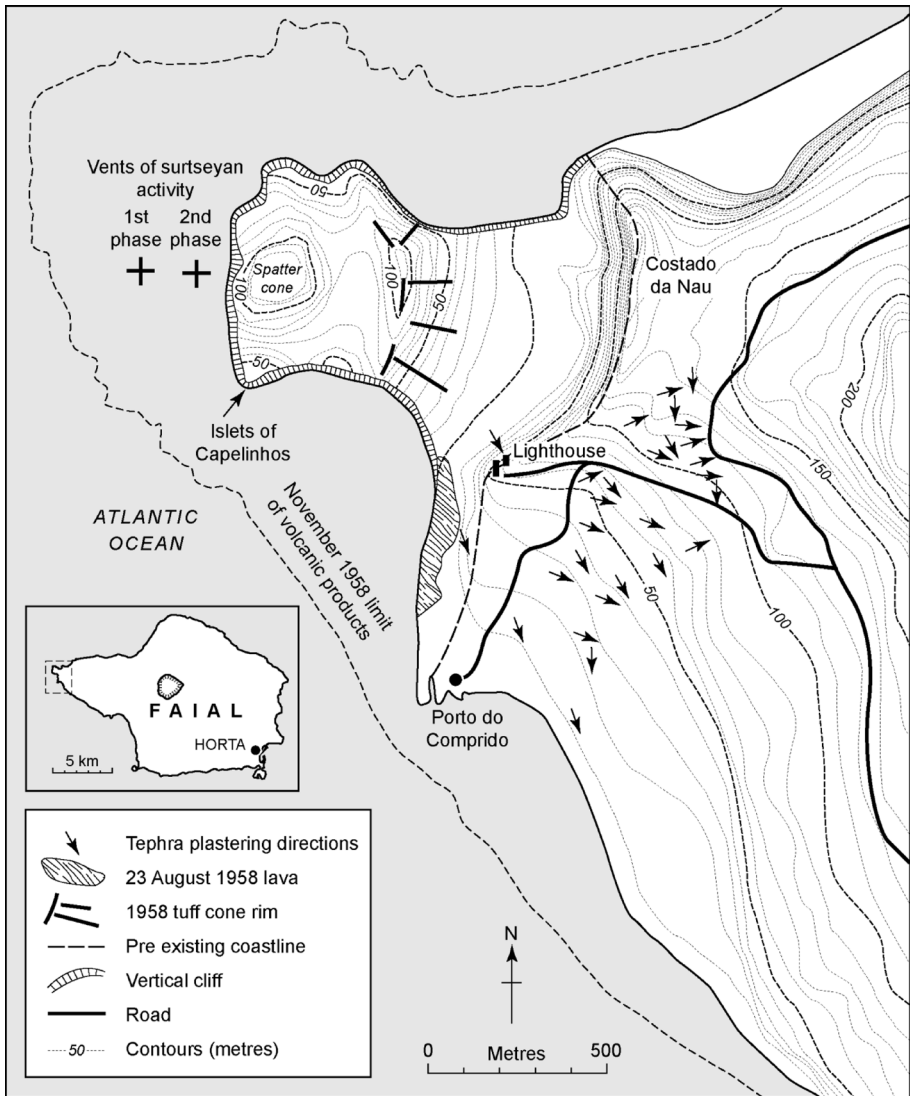 Vents of surtseyan
activity
1st
phase
2nd
phase
50
100
Spatter
cone
100
50
50
Islets of
Capelinhos
Costado
da Nau
Lighthouse
200
150
ATLANTIC
OCEAN
November 1958 limit
of volcanic products
50
100
Porto do
Comprido
FAIAL
HORTA
5 km
Tephra plastering directions
23 August 1958 lava
1958 tuff cone rim
Pre existing coastline
Vertical cliff
Road
50
Contours (metres)
N
0
Metres
500